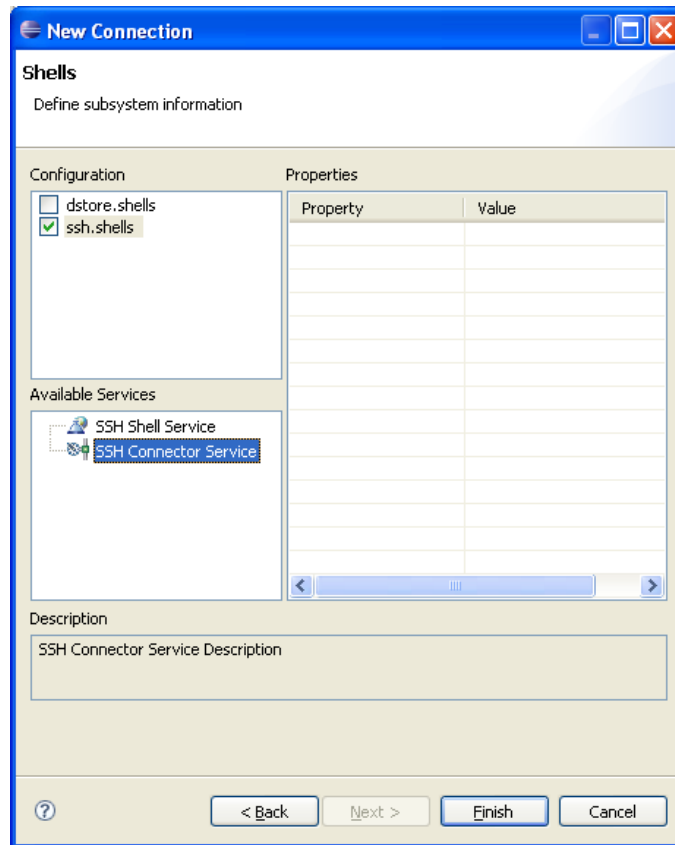 New Connection
Shells
Define subsystem information
Configuration
Properties
dstore.shells
ssh.shells
Property Value
Available Services
SSH Shell Service
SSH Connector Service
Description
SSH Connector Service Description
? < Back Next > Finish Cancel